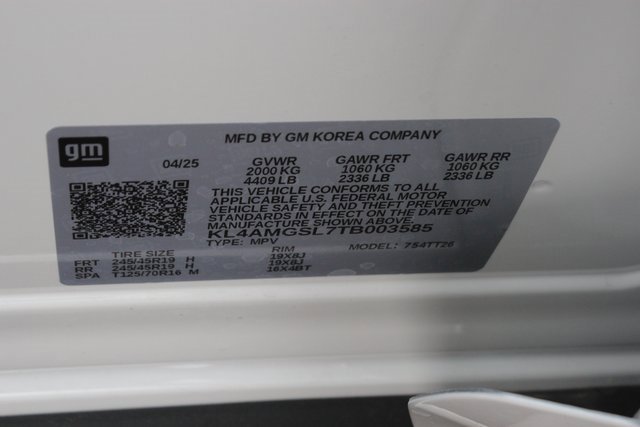 gm
MFD BY GM KOREA COMPANY
04/25 GVWR GAWR FRT GAWR RR
2000 KG 1060 KG 1060 KG
4409 LB 2336 LB 2336 LB
THIS VEHICLE CONFORMS TO ALL
APPLICABLE U.S. FEDERAL MOTOR
VEHICLE SAFETY AND THEFT PREVENTION
STANDARDS IN EFFECT ON THE DATE OF
MANUFACTURE SHOWN ABOVE.
KL4AMGSL7TB003585
TYPE: MPV MODEL: 754TT26
TIRE SIZE RIM
FRT 245/45R19 H 19X8J
RR 245/45R19 H 19X8J
SPA T125/70R16 M 16X4BT